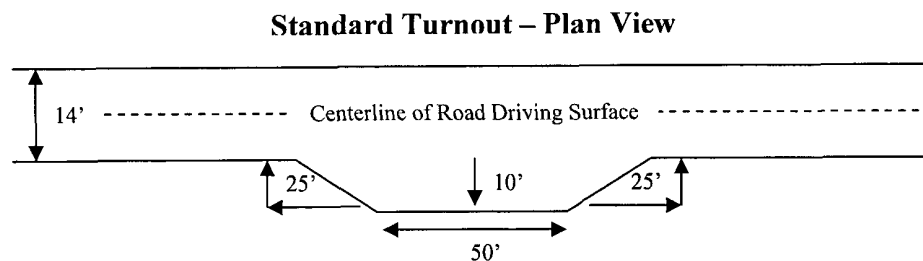 Standard Turnout – Plan View
14'
Centerline of Road Driving Surface
25'
10'
25'
50'